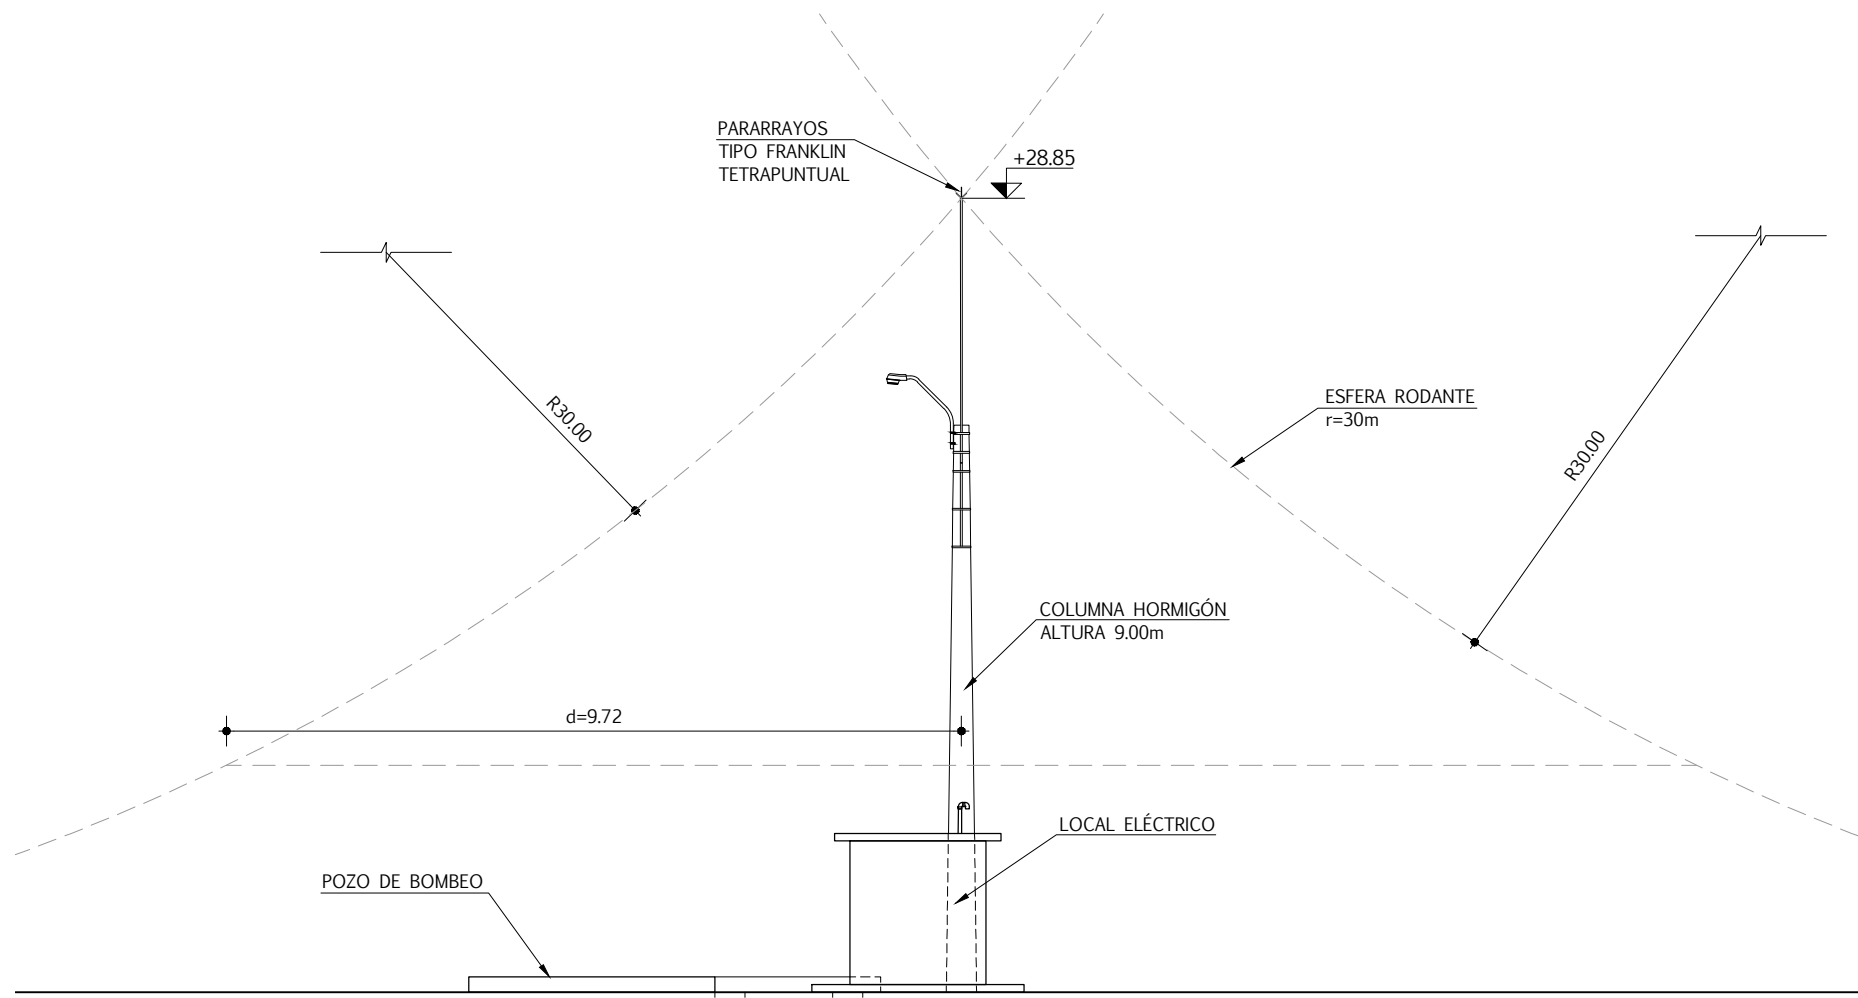 PARARRAYOS
TIPO FRANKLIN
TETRAPUNTUAL
+28.85
R30.00
ESFERA RODANTE
r=30m
R30.00
COLUMNA HORMIGÓN
ALTURA 9.00m
d=9.72
LOCAL ELÉCTRICO
POZO DE BOMBEO